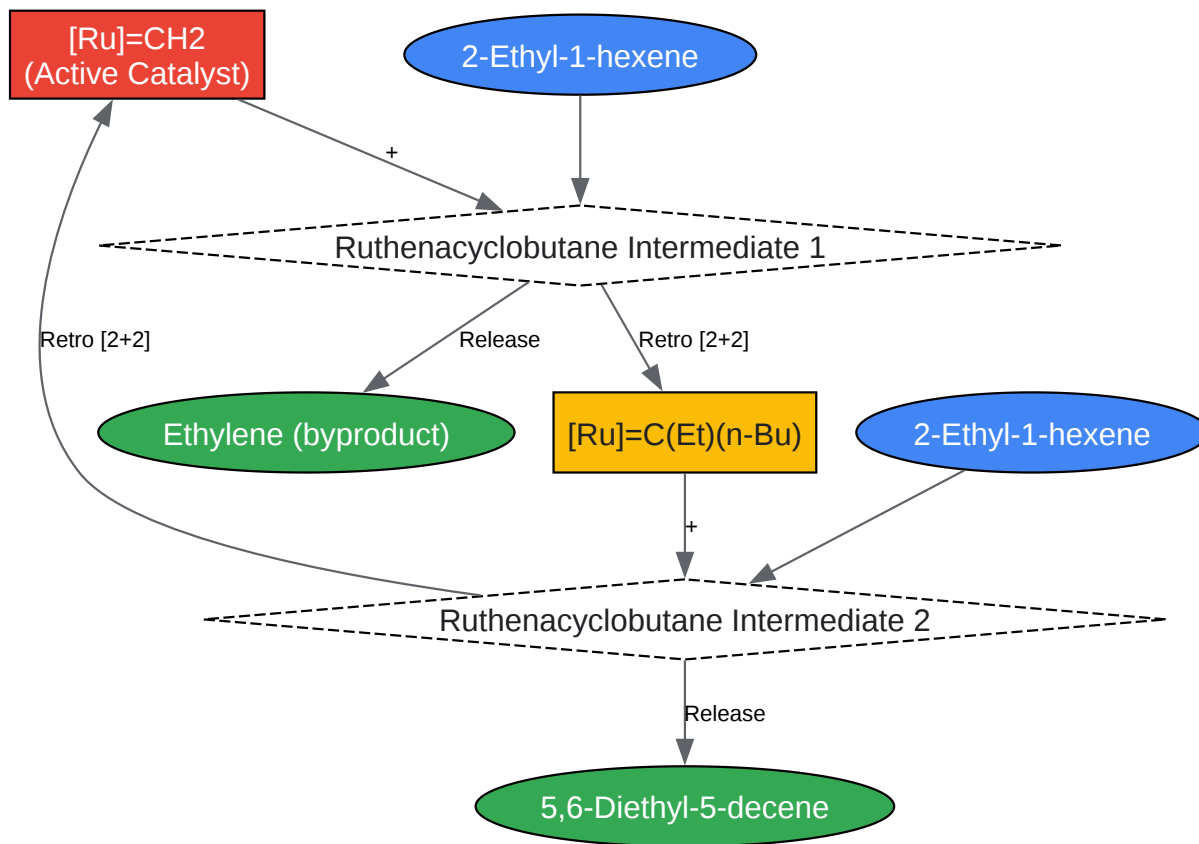 [Ru]=CH2
(Active Catalyst)
2-Ethyl-1-hexene
+
Ruthenacyclobutane Intermediate 1
Retro [2+2]
Release
Retro [2+2]
Ethylene (byproduct)
[Ru]=C(Et)(n-Bu)
2-Ethyl-1-hexene
+
Ruthenacyclobutane Intermediate 2
Release
5,6-Diethyl-5-decene